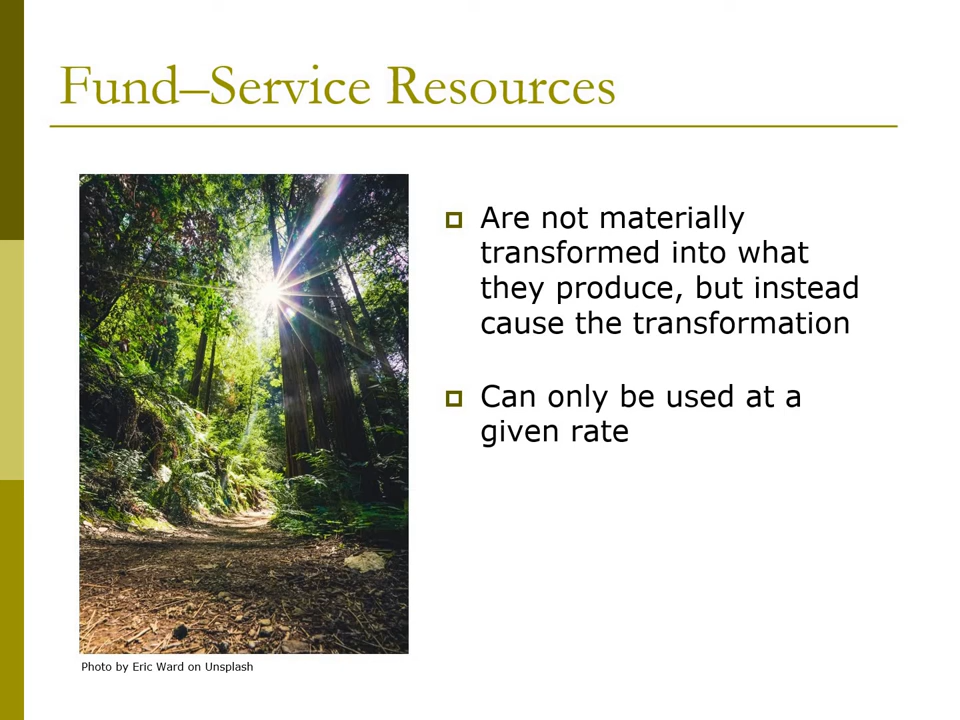 Fund–Service Resources
Are not materially
transformed into what
they produce, but instead
cause the transformation
Can only be used at a
given rate
Photo by Eric Ward on Unsplash